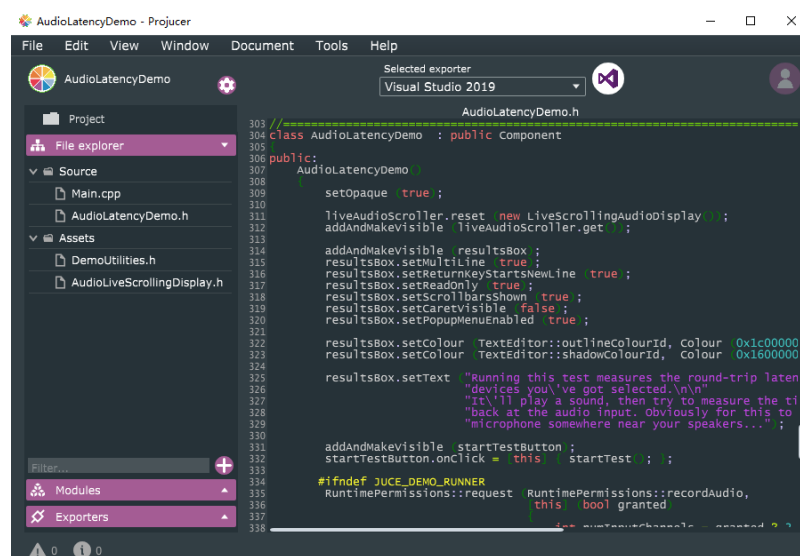 AudioLatencyDemo - Projucer
File Edit View Window Document Tools Help
AudioLatencyDemo
Selected exporter
Visual Studio 2019
Project
File explorer
Source
Main.cpp
AudioLatencyDemo.h
Assets
DemoUtilities.h
AudioLiveScrollingDisplay.h
Filter...
Modules
Exporters
0 0
AudioLatencyDemo.h
303 //==============================================================================
304 class AudioLatencyDemo  : public Component
305 {
306 public:
307     AudioLatencyDemo()
308     {
309         setOpaque (true);
310
311         liveAudioScroller.reset (new LiveScrollingAudioDisplay());
312         addAndMakeVisible (liveAudioScroller.get());
313
314         addAndMakeVisible (resultsBox);
315         resultsBox.setMultiLine (true);
316         resultsBox.setReturnKeyStartsNewLine (true);
317         resultsBox.setReadOnly (true);
318         resultsBox.setScrollbarsShown (true);
319         resultsBox.setCaretVisible (false);
320         resultsBox.setPopupMenuEnabled (true);
321
322         resultsBox.setColour (TextEditor::outlineColourId, Colour (0x1c00000
323         resultsBox.setColour (TextEditor::shadowColourId,  Colour (0x1600000
324
325         resultsBox.setText ("Running this test measures the round-trip laten
326                             "devices you\'ve got selected.\n\n"
327                             "It\'ll play a sound, then try to measure the ti
328                             "back at the audio input. Obviously for this to
329                             "microphone somewhere near your speakers...");
330
331         addAndMakeVisible (startTestButton);
332         startTestButton.onClick = [this] { startTest(); };
333
334        #ifndef JUCE_DEMO_RUNNER
335         RuntimePermissions::request (RuntimePermissions::recordAudio,
336                                      [this] (bool granted)
337                                      {
338                                          int numInputChannels = granted ? 2